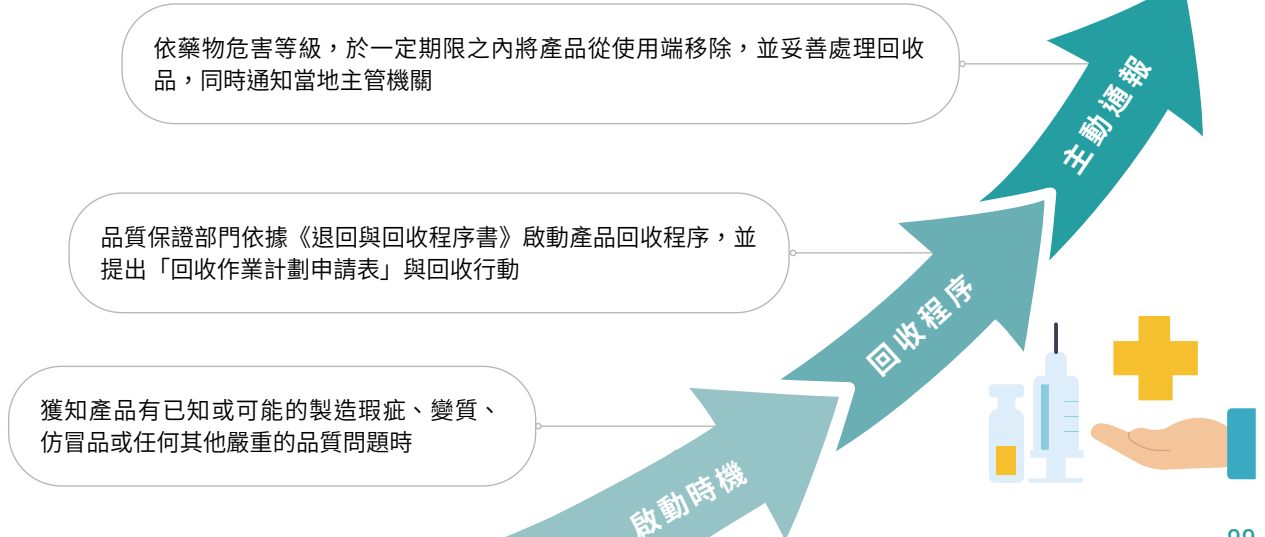 依藥物危害等級，於一定期限之內將產品從使用端移除，並妥善處理回收
品，同時通知當地主管機關
主動通報
品質保證部門依據《退回與回收程序書》啟動產品回收程序，並
提出「回收作業計劃申請表」與回收行動
回收程序
獲知產品有已知或可能的製造瑕疵、變質、
仿冒品或任何其他嚴重的品質問題時
啟動時機